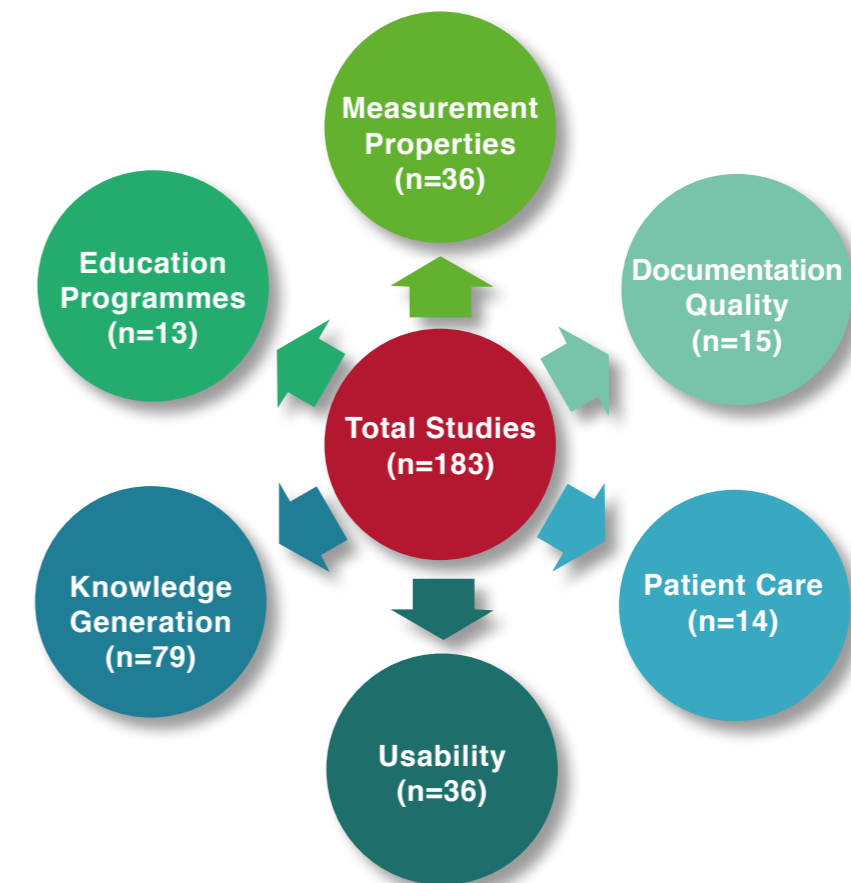 Measurement
Properties
(n=36)
Education
Programmes
(n=13)
Documentation
Quality
(n=15)
Total Studies
(n=183)
Knowledge
Generation
(n=79)
Patient Care
(n=14)
Usability
(n=36)